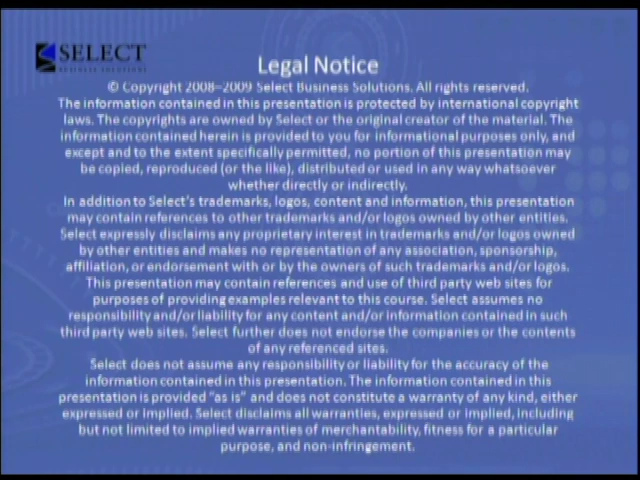 SELECT
BUSINESS SOLUTIONS
Legal Notice
© Copyright 2008–2009 Select Business Solutions. All rights reserved.
The information contained in this presentation is protected by international copyright
laws. The copyrights are owned by Select or the original creator of the material. The
information contained herein is provided to you for informational purposes only, and
except and to the extent specifically permitted, no portion of this presentation may
be copied, reproduced (or the like), distributed or used in any way whatsoever
whether directly or indirectly.
In addition to Select's trademarks, logos, content and information, this presentation
may contain references to other trademarks and/or logos owned by other entities.
Select expressly disclaims any proprietary interest in trademarks and/or logos owned
by other entities and makes no representation of any association, sponsorship,
affiliation, or endorsement with or by the owners of such trademarks and/or logos.
This presentation may contain references and use of third party web sites for
purposes of providing examples relevant to this course. Select assumes no
responsibility and/or liability for any content and/or information contained in such
third party web sites. Select further does not endorse the companies or the contents
of any referenced sites.
Select does not assume any responsibility or liability for the accuracy of the
information contained in this presentation. The information contained in this
presentation is provided “as is” and does not constitute a warranty of any kind, either
expressed or implied. Select disclaims all warranties, expressed or implied, including
but not limited to implied warranties of merchantability, fitness for a particular
purpose, and non-infringement.